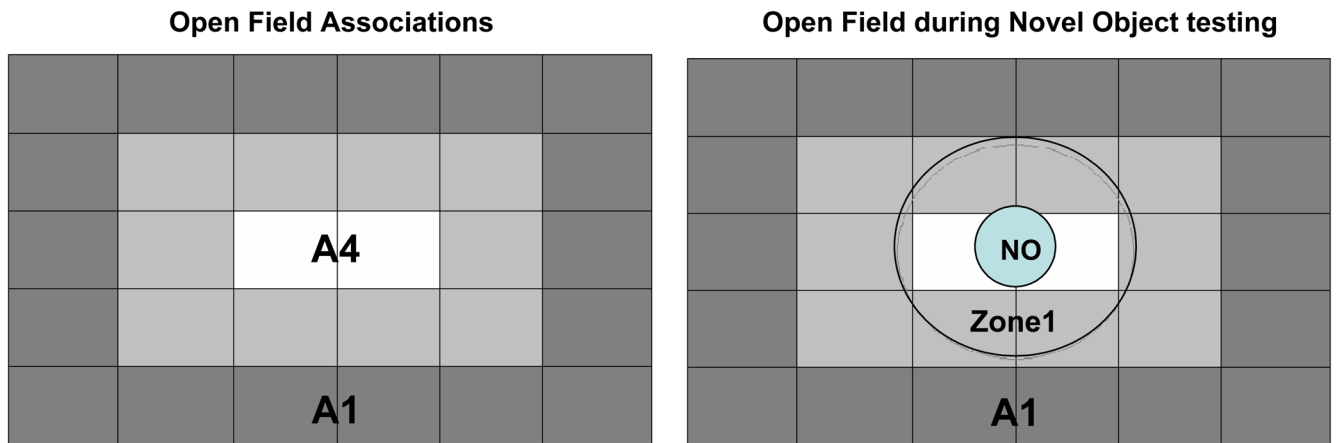 Open Field Associations
Open Field during Novel Object testing
A4
NO
Zone1
A1
A1